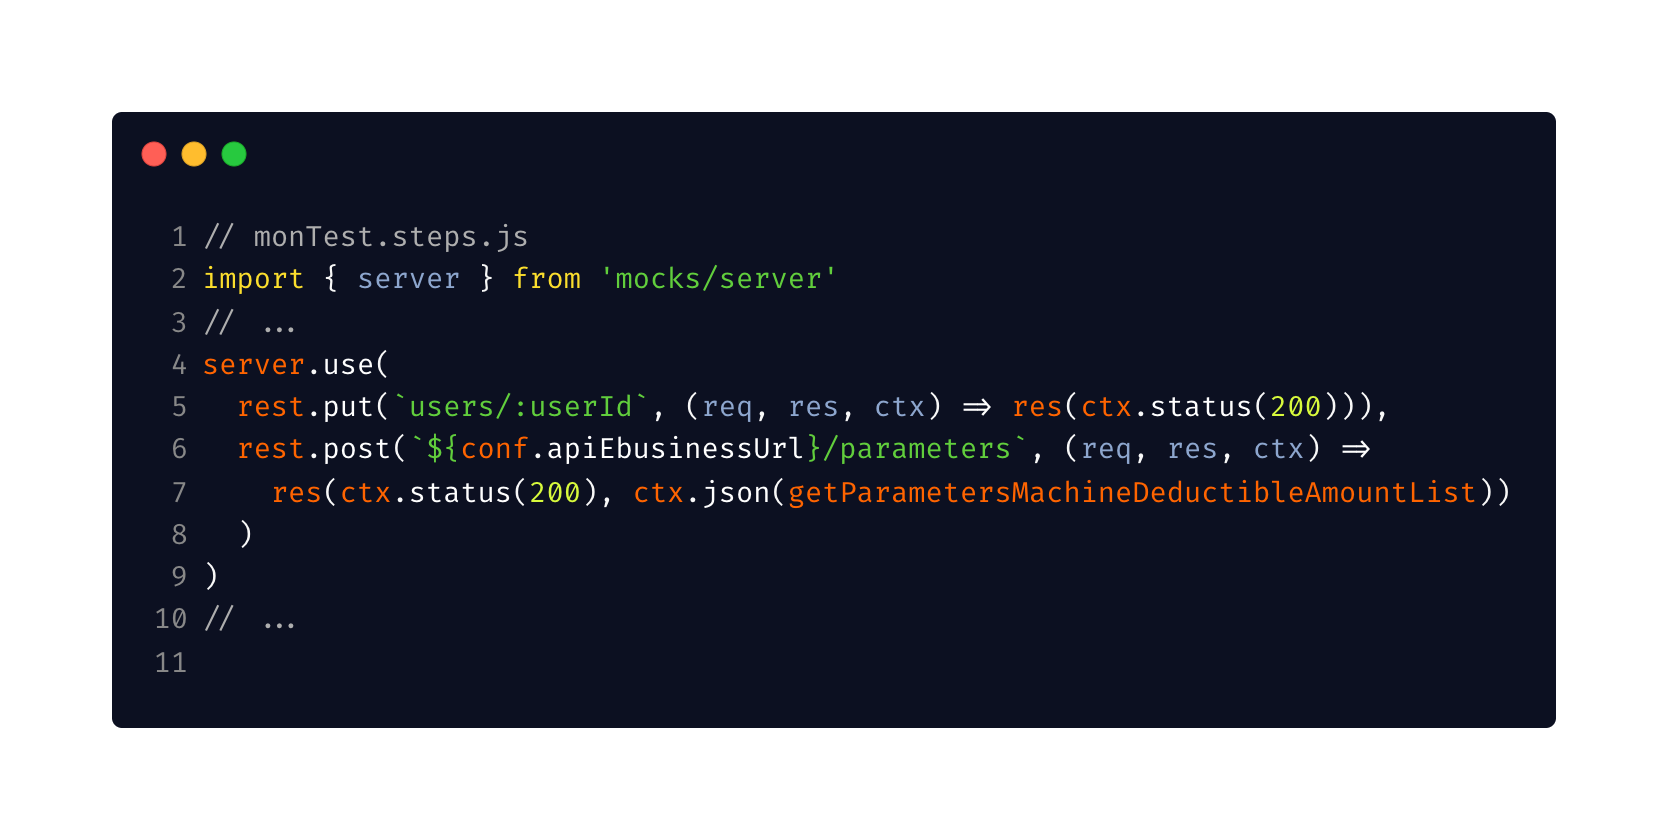 1 // monTest.steps.js
2 import { server } from 'mocks/server'
3 // ...
4 server.use(
5   rest.put(`users/:userId`, (req, res, ctx) => res(ctx.status(200))),
6   rest.post(`${conf.apiEbusinessUrl}/parameters`, (req, res, ctx) =>
7     res(ctx.status(200), ctx.json(getParametersMachineDeductibleAmountList))
8   )
9 )
10 // ...
11